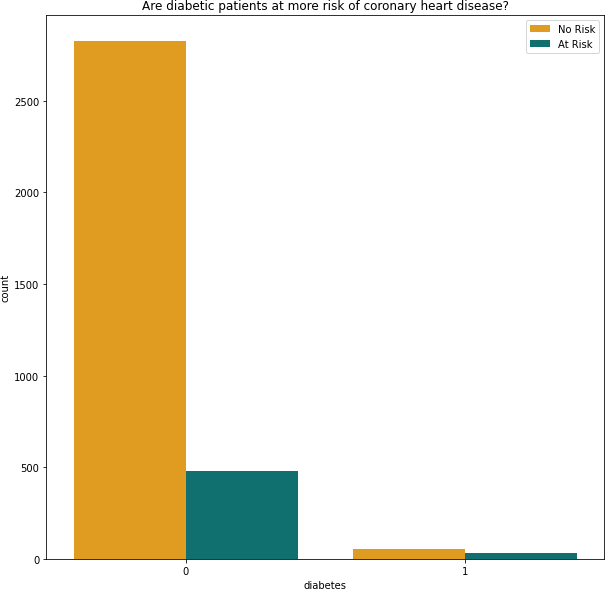 Are diabetic patients at more risk of coronary heart disease?
No Risk
At Risk
2500
2000
1500
1000
500
0
count
0 1
diabetes